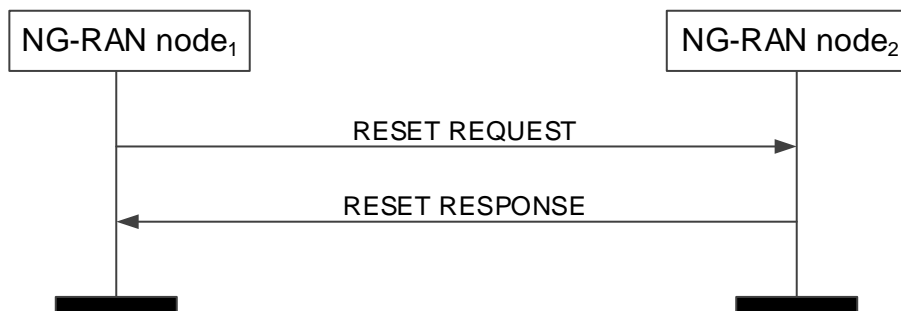 NG-RAN node₁
NG-RAN node₂
RESET REQUEST
RESET RESPONSE